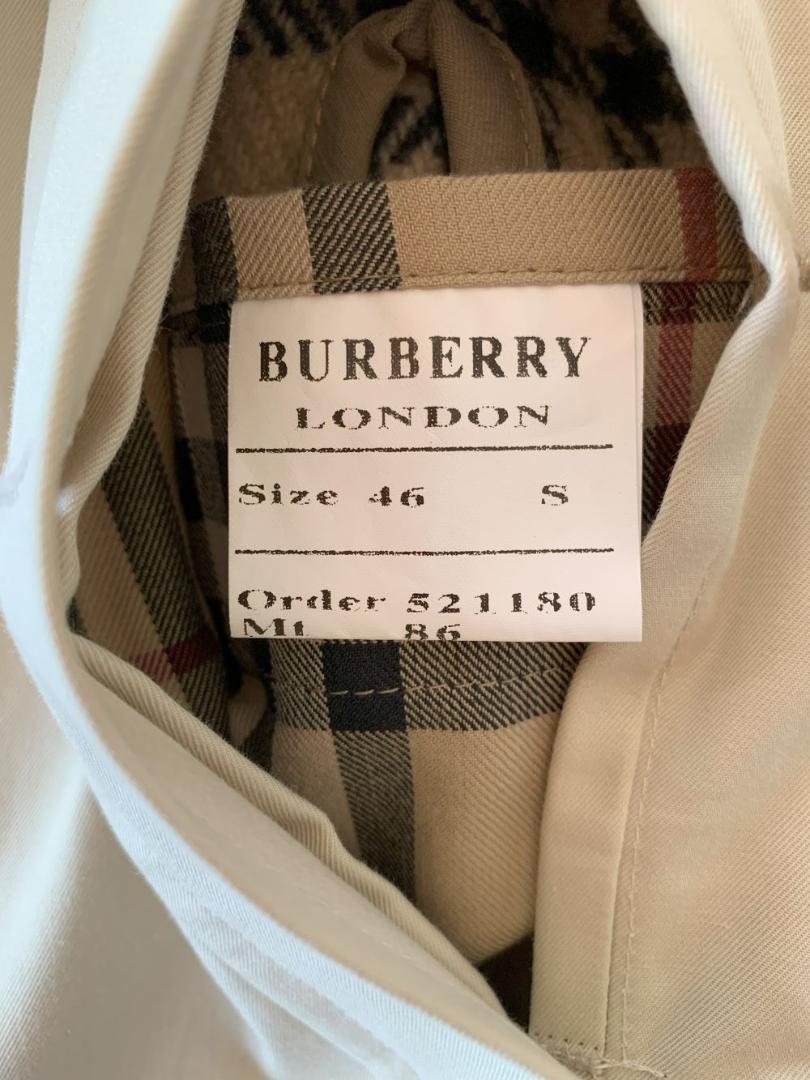 BURBERRY
LONDON
Size 46 S
Order 521180
Mt 86